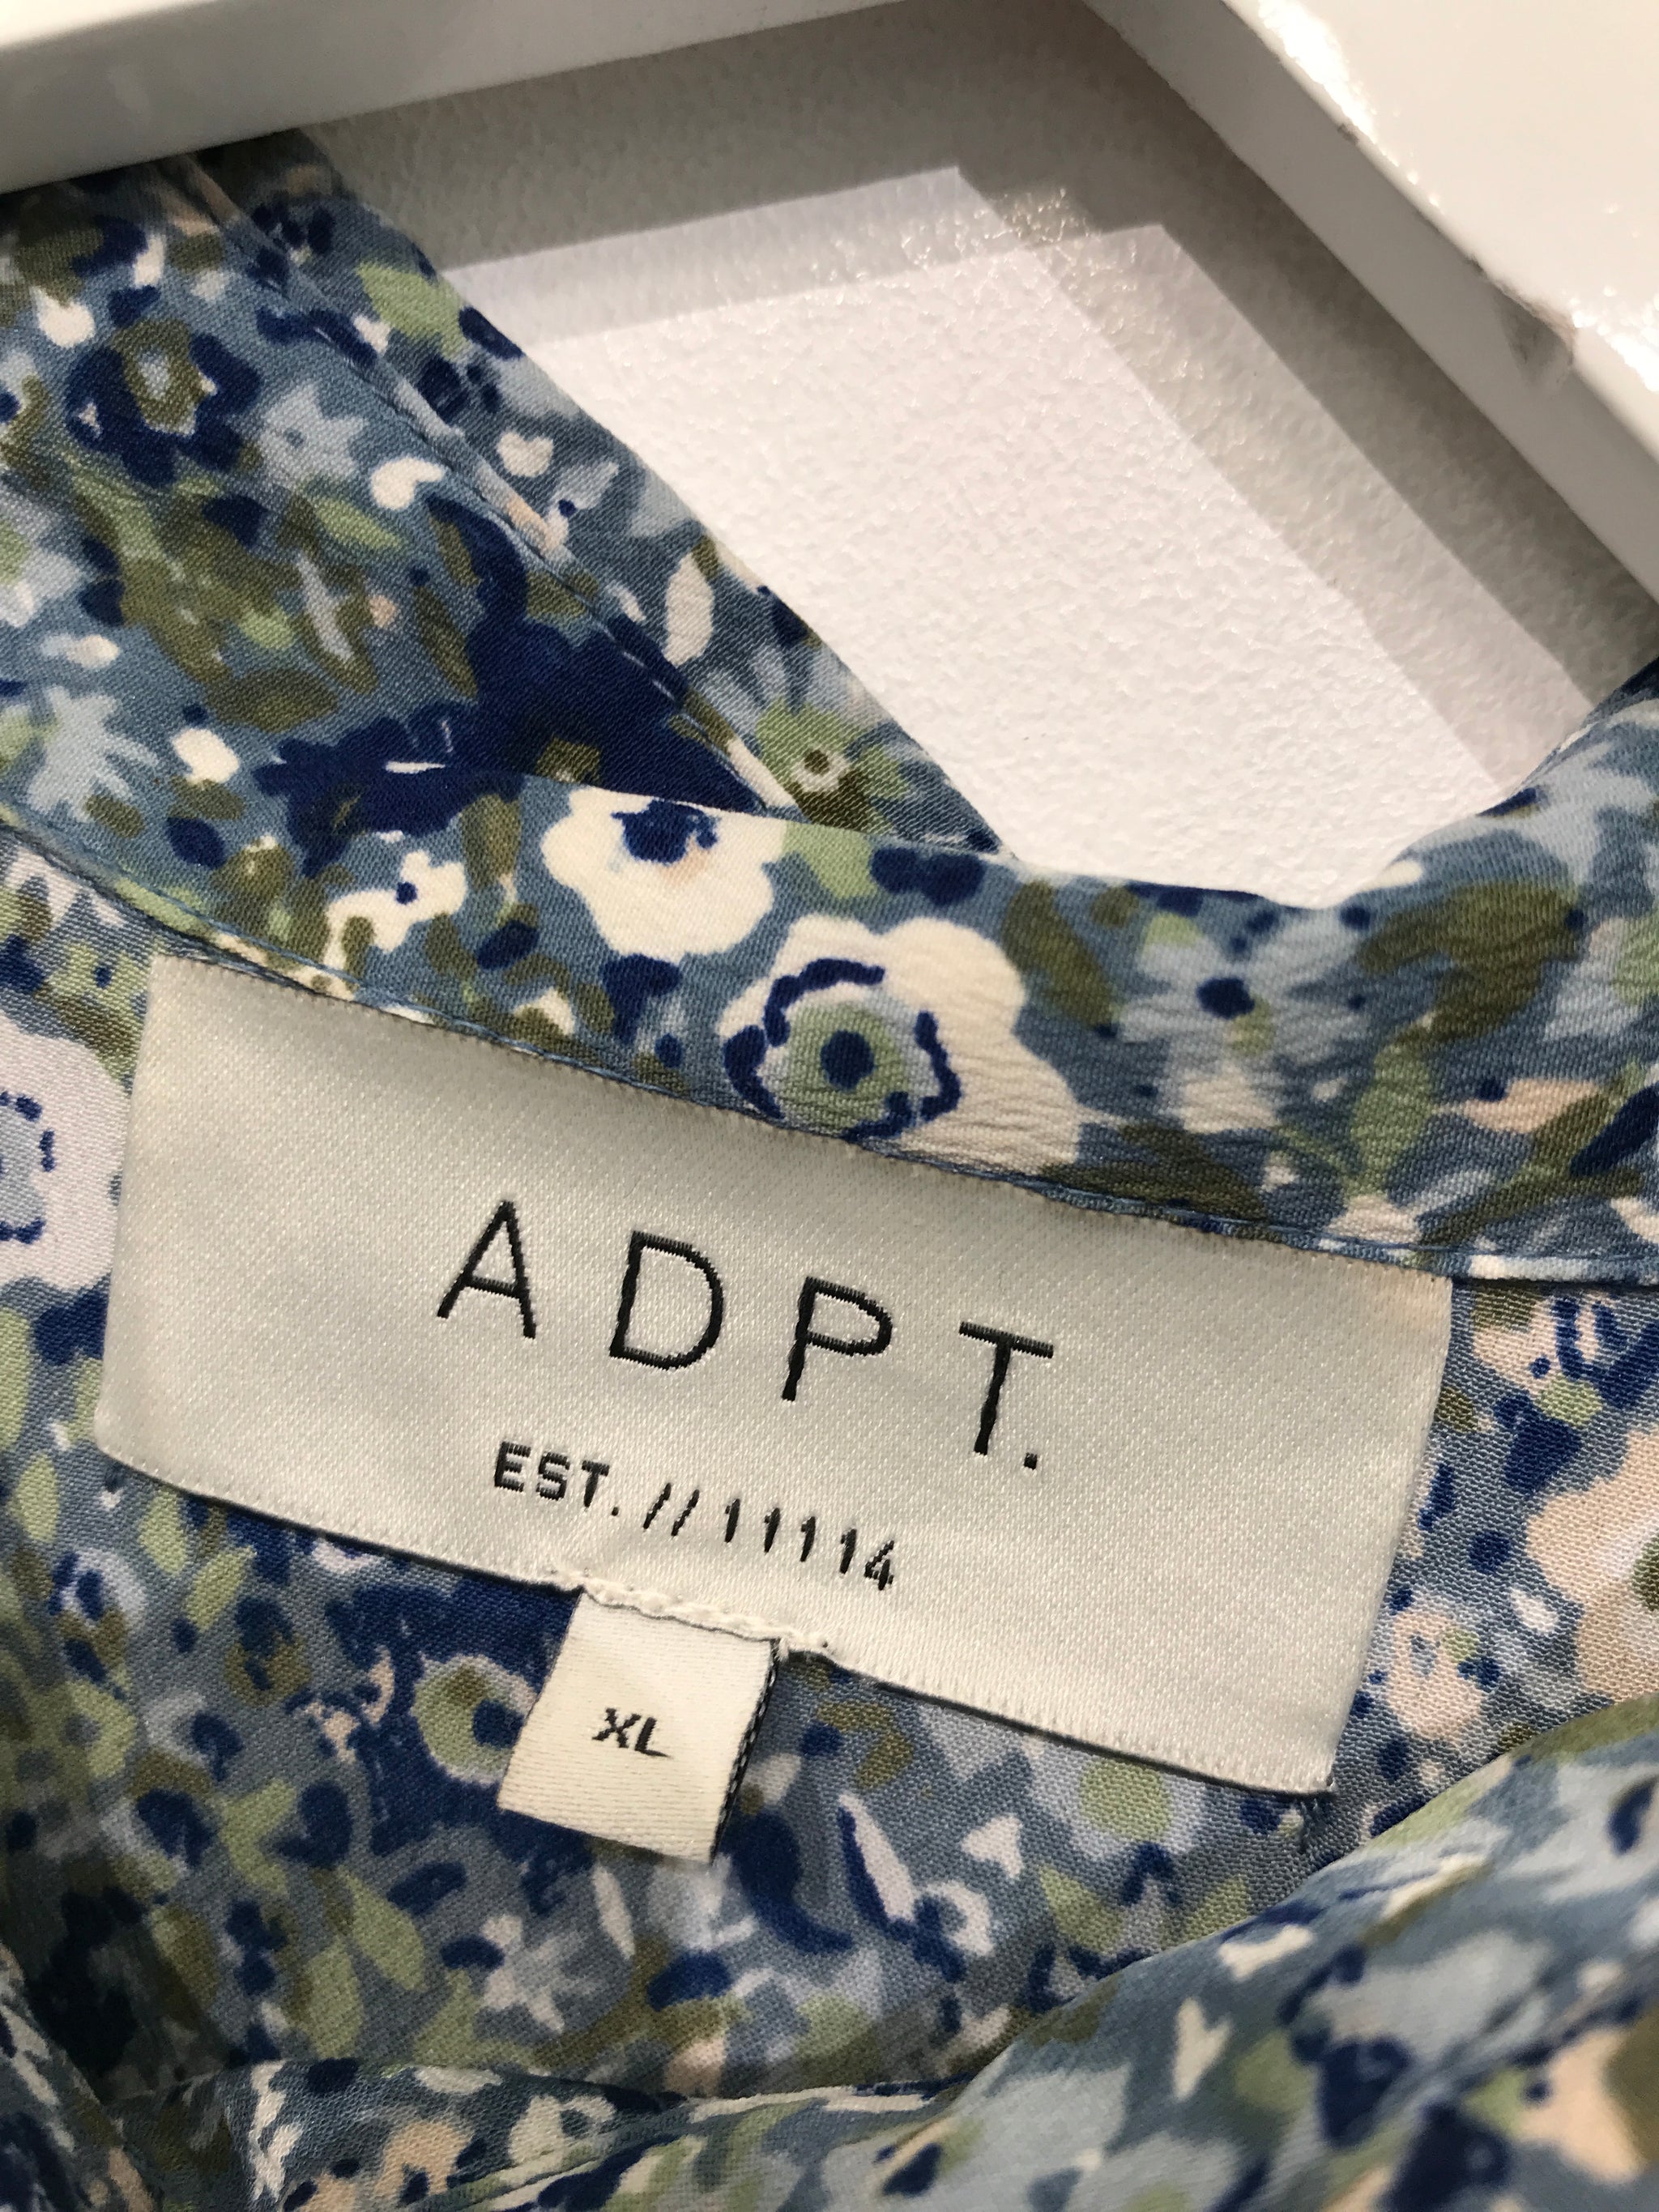 ADPT.
EST. // 11114
XL